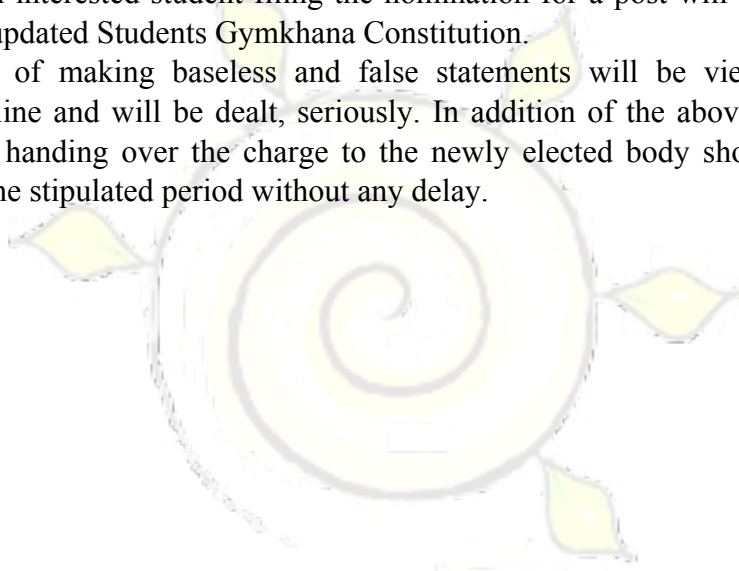 interested student filing the nomination for a post will
updated Students Gymkhana Constitution.
of making baseless and false statements will be vie
line and will be dealt, seriously. In addition of the abov
handing over the charge to the newly elected body sho
he stipulated period without any delay.